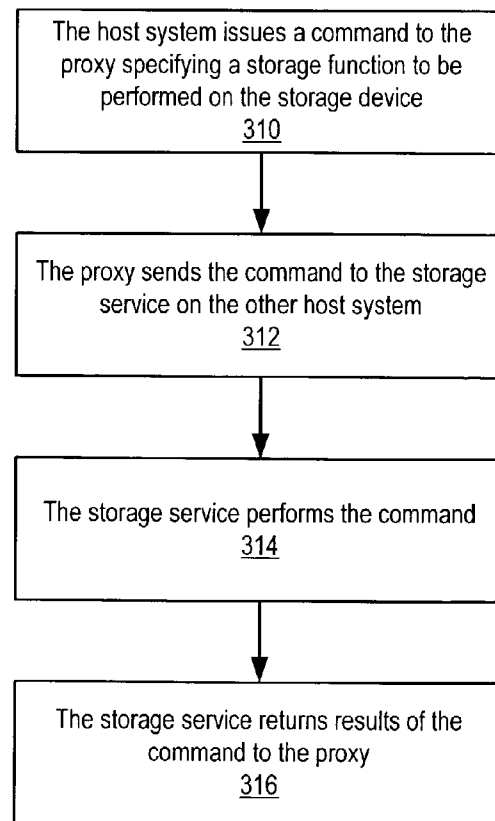 The host system issues a command to the
proxy specifying a storage function to be
performed on the storage device
310
The proxy sends the command to the storage
service on the other host system
312
The storage service performs the command
314
The storage service returns results of the
command to the proxy
316